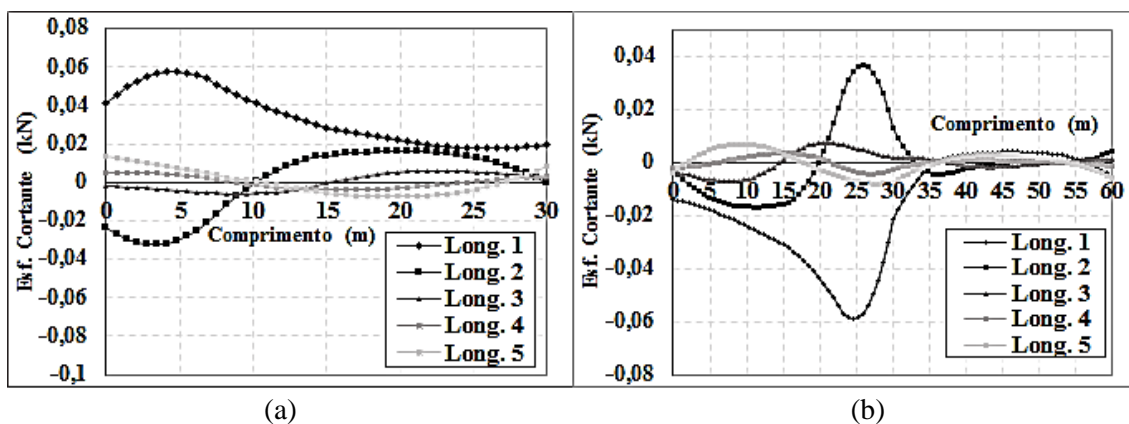 0,08
0,06
0,04
0,02
0
-0,02
-0,04
-0,06
-0,08
-0,1
Esf. Cortante (kN)
0 5 10 15 20 25 30
Comprimento (m)
Long. 1
Long. 2
Long. 3
Long. 4
Long. 5
(a)
0,04
0,02
0
-0,02
-0,04
-0,06
-0,08
Esf. Cortante (kN)
Comprimento (m)
0 5 10 15 20 25 30 35 40 45 50 55 60
Long. 1
Long. 2
Long. 3
Long. 4
Long. 5
(b)